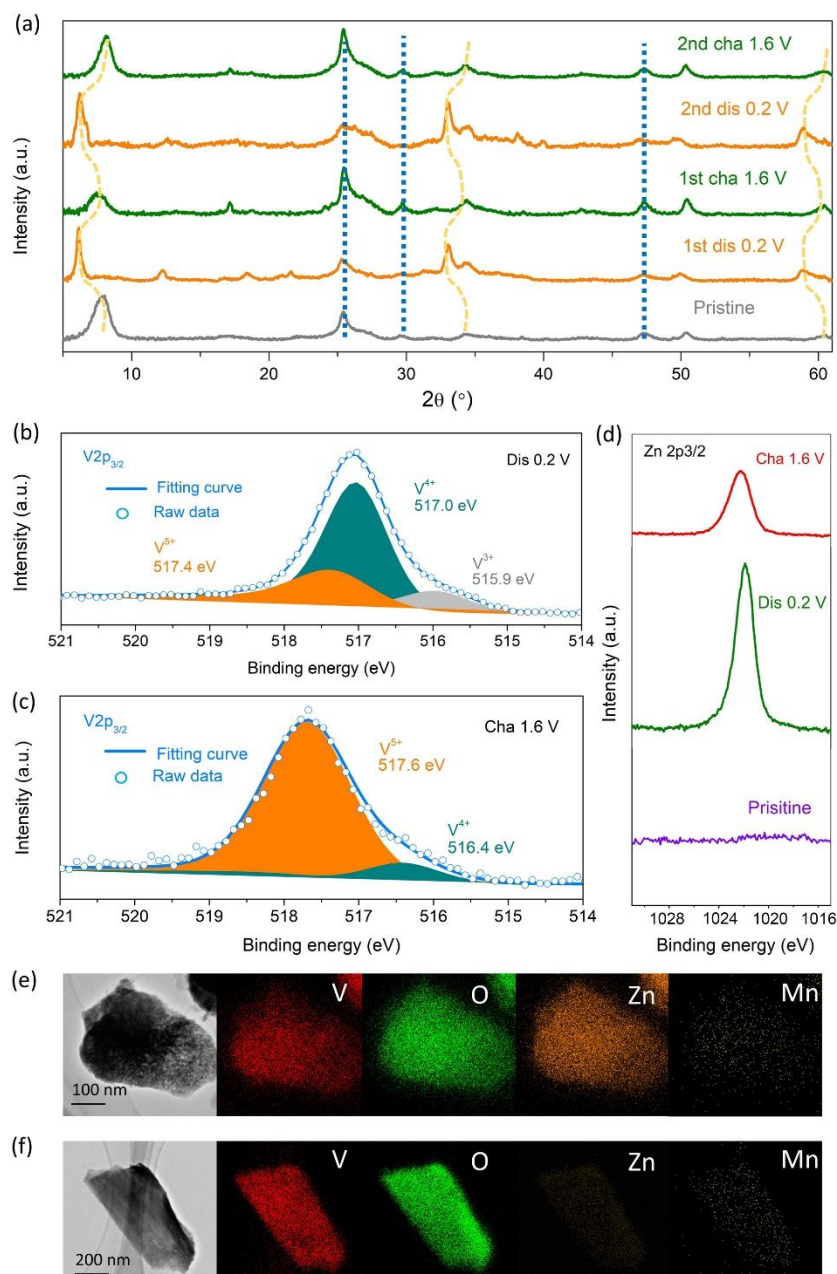 (a)
2nd cha 1.6 V
2nd dis 0.2 V
1st cha 1.6 V
1st dis 0.2 V
Pristine
Intensity (a.u.)
10 20 30 40 50 60
2θ (°)
(b)
V2p3/2
Fitting curve
Raw data
Dis 0.2 V
V4+
517.0 eV
V5+
517.4 eV
V3+
515.9 eV
Intensity (a.u.)
521 520 519 518 517 516 515 514
Binding energy (eV)
(c)
V2p3/2
Fitting curve
Raw data
Cha 1.6 V
V5+
517.6 eV
V4+
516.4 eV
Intensity (a.u.)
521 520 519 518 517 516 515 514
Binding energy (eV)
(d)
Zn 2p3/2
Cha 1.6 V
Dis 0.2 V
Prisitine
Intensity (a.u.)
1028 1024 1020 1016
Binding energy (eV)
(e)
100 nm
V
O
Zn
Mn
(f)
200 nm
V
O
Zn
Mn